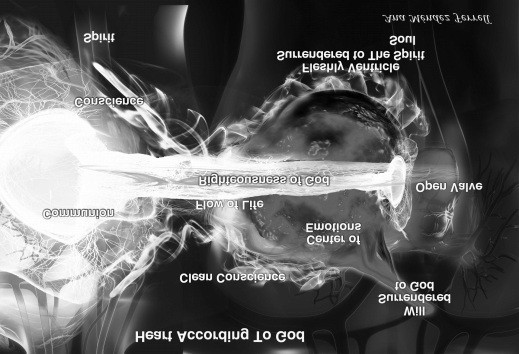 Heart According To God
Will
Surrendered
to God
Clean Conscience
Center of
Emotions
Communion
Flow of Life
Open Valve
Righteousness of God
Conscience
Fleshly Ventricle
Surrendered to The Spirit
Soul
Spirit
Ana Mendez Ferrell